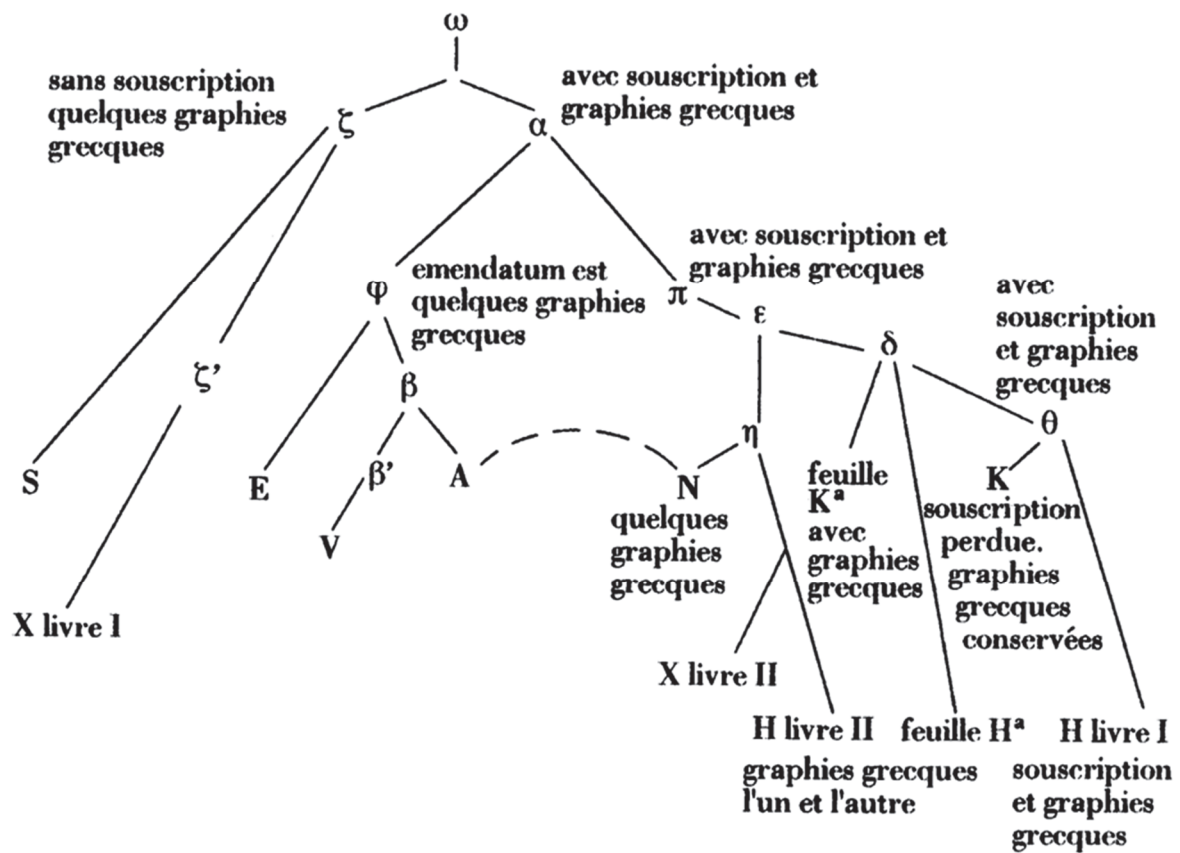 ω
sans souscription
quelques graphies
grecques
ζ
avec souscription et
graphies grecques
α
avec souscription et
graphies grecques
φ
emendatum est
quelques graphies
grecques
π
ε
avec
souscription
et graphies
grecques
δ
ζ’
β
θ
η
S
E
β’
A
N
quelques
graphies
grecques
feuille
Kª
avec
graphies
grecques
K
souscription
perdue.
graphies
grecques
conservées
V
X livre I
X livre II
H livre II
graphies grecques
l'un et l'autre
feuille Hª
H livre I
souscription
et graphies
grecques